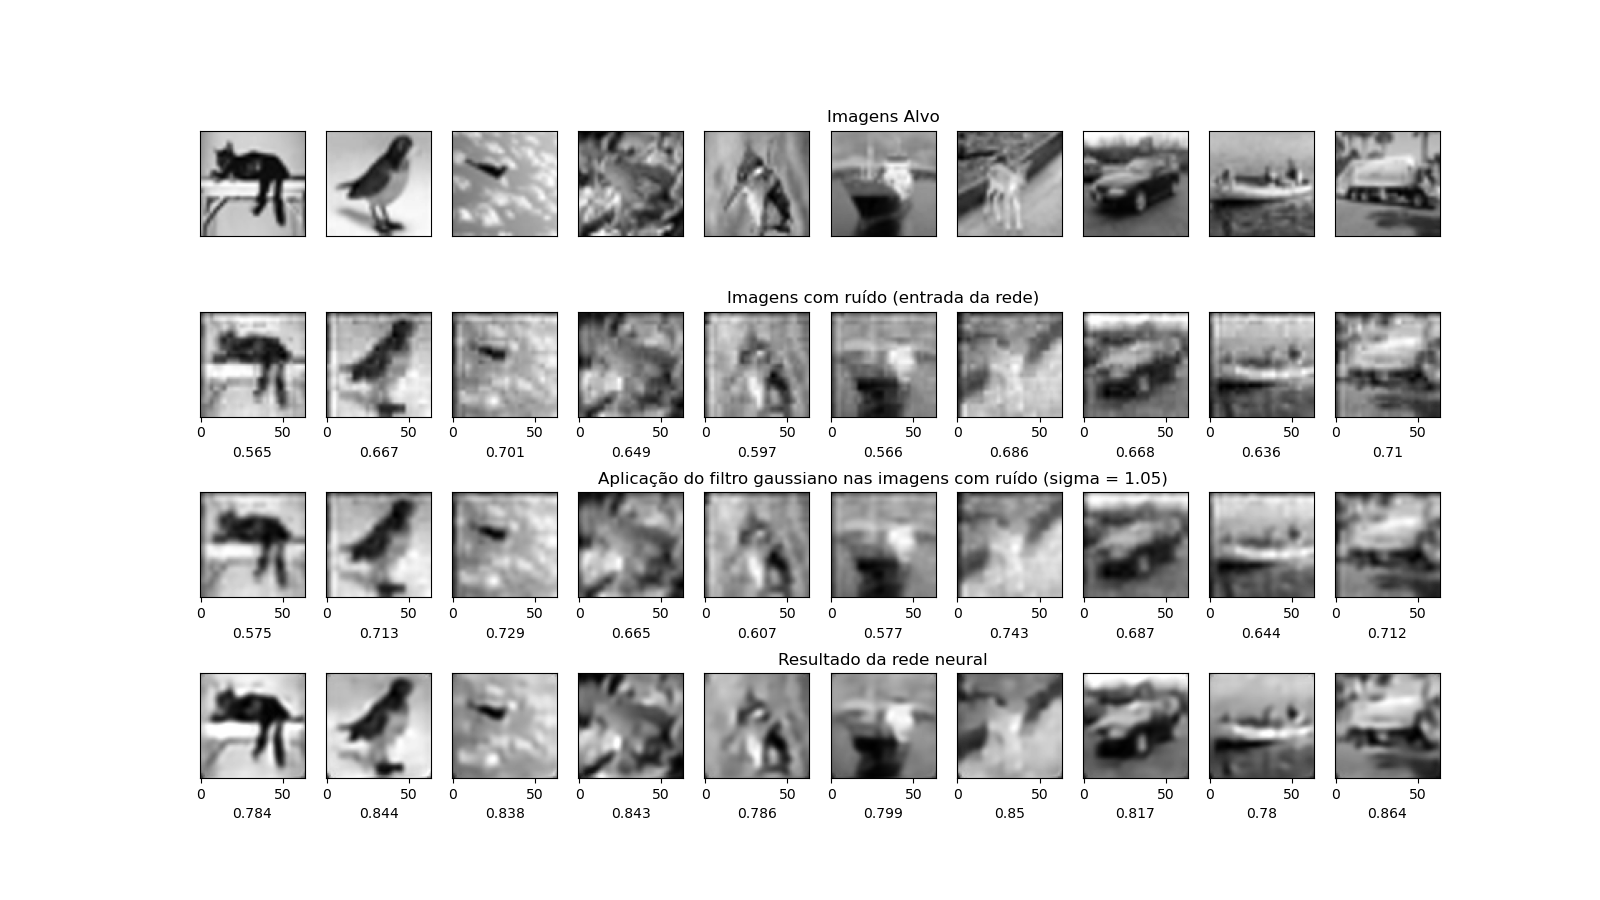 Imagens Alvo
Imagens com ruído (entrada da rede)
0 50 0 50 0 50 0 50 0 50 0 50 0 50 0 50 0 50 0 50
0.565 0.667 0.701 0.649 0.597 0.566 0.686 0.668 0.636 0.71
Aplicação do filtro gaussiano nas imagens com ruído (sigma = 1.05)
0 50 0 50 0 50 0 50 0 50 0 50 0 50 0 50 0 50 0 50
0.575 0.713 0.729 0.665 0.607 0.577 0.743 0.687 0.644 0.712
Resultado da rede neural
0 50 0 50 0 50 0 50 0 50 0 50 0 50 0 50 0 50 0 50
0.784 0.844 0.838 0.843 0.786 0.799 0.85 0.817 0.78 0.864